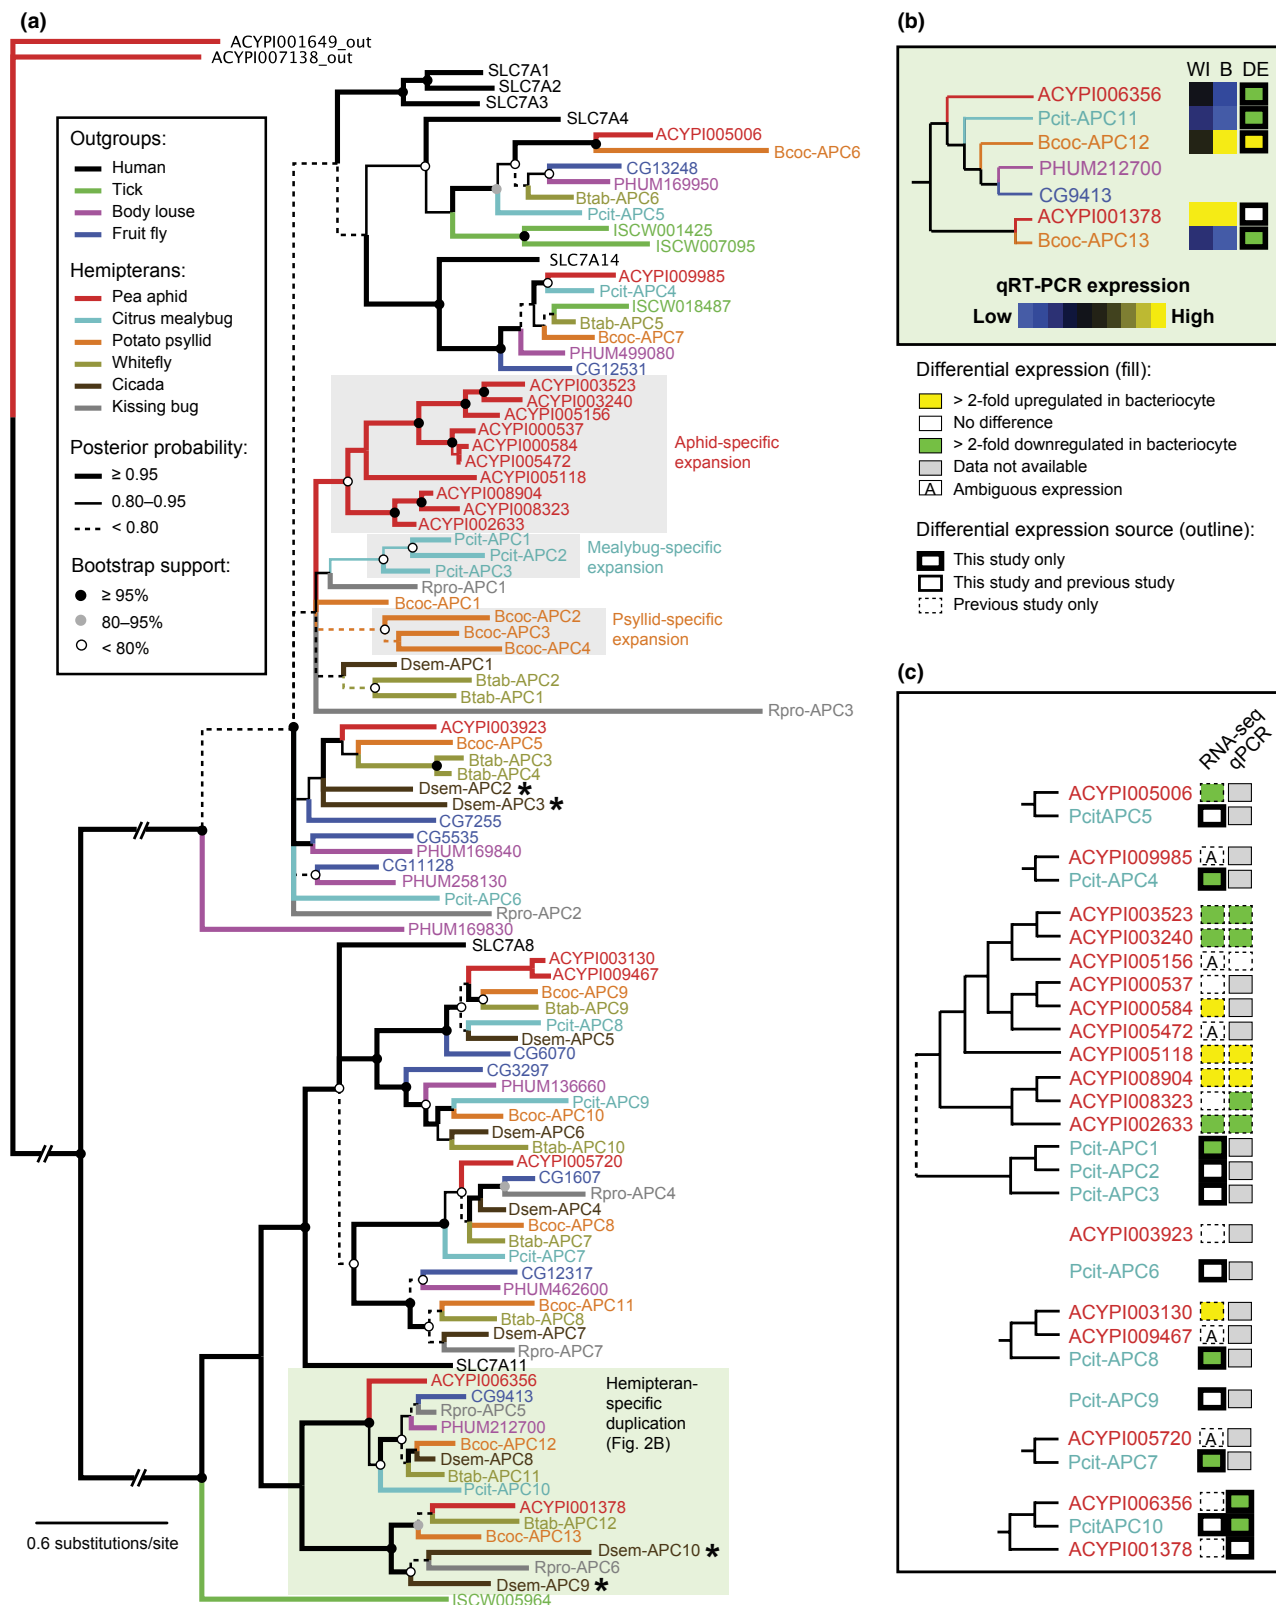 (a)
ACYPI001649_out
ACYPI007138_out
Outgroups:
Human
Tick
Body louse
Fruit fly
Hemipterans:
Pea aphid
Citrus mealybug
Potato psyllid
Whitefly
Cicada
Kissing bug
Posterior probability:
≥ 0.95
0.80–0.95
< 0.80
Bootstrap support:
≥ 95%
80–95%
< 80%
SLC7A1
SLC7A2
SLC7A3
SLC7A4
ACYPI005006
Bcoc-APC6
CG13248
PHUM169950
Btab-APC6
Pcit-APC5
ISCW001425
ISCW007095
SLC7A14
ACYPI009985
Pcit-APC4
ISCW018487
Btab-APC5
Bcoc-APC7
PHUM499080
CG12531
ACYPI003523
ACYPI003240
ACYPI005156
ACYPI000537
ACYPI000584
ACYPI005472
ACYPI005118
ACYPI008904
ACYPI008323
ACYPI002633
Aphid-specific
expansion
Pcit-APC1
Pcit-APC2
Pcit-APC3
Mealybug-specific
expansion
Rpro-APC1
Bcoc-APC1
Bcoc-APC2
Bcoc-APC3
Bcoc-APC4
Psyllid-specific
expansion
Dsem-APC1
Btab-APC2
Btab-APC1
Rpro-APC3
ACYPI003923
Bcoc-APC5
Btab-APC3
Btab-APC4
Dsem-APC2 *
Dsem-APC3 *
CG7255
CG5535
PHUM169840
CG11128
PHUM258130
Pcit-APC6
Rpro-APC2
PHUM169830
SLC7A8
ACYPI003130
ACYPI009467
Bcoc-APC9
Btab-APC9
Pcit-APC8
Dsem-APC5
CG6070
CG3297
PHUM136660
Pcit-APC9
Bcoc-APC10
Dsem-APC6
Btab-APC10
ACYPI005720
CG1607
Rpro-APC4
Dsem-APC4
Bcoc-APC8
Btab-APC7
Pcit-APC7
CG12317
PHUM462600
Bcoc-APC11
Btab-APC8
Dsem-APC7
Rpro-APC7
SLC7A11
ACYPI006356
CG9413
Rpro-APC5
PHUM212700
Bcoc-APC12
Dsem-APC8
Btab-APC11
Pcit-APC10
Hemipteran-
specific
duplication
(Fig. 2B)
ACYPI001378
Btab-APC12
Bcoc-APC13
Dsem-APC10 *
Rpro-APC6
Dsem-APC9 *
ISCW005964
0.6 substitutions/site
(b)
WI B DE
ACYPI006356
Pcit-APC11
Bcoc-APC12
PHUM212700
CG9413
ACYPI001378
Bcoc-APC13
qRT-PCR expression
Low High
Differential expression (fill):
> 2-fold upregulated in bacteriocyte
No difference
> 2-fold downregulated in bacteriocyte
Data not available
A Ambiguous expression
Differential expression source (outline):
This study only
This study and previous study
Previous study only
(c)
RNA-seq
qPCR
ACYPI005006
PcitAPC5
ACYPI009985 A
Pcit-APC4
ACYPI003523
ACYPI003240
ACYPI005156 A
ACYPI000537
ACYPI000584
ACYPI005472 A
ACYPI005118
ACYPI008904
ACYPI008323
ACYPI002633
Pcit-APC1
Pcit-APC2
Pcit-APC3
ACYPI003923
Pcit-APC6
ACYPI003130
ACYPI009467 A
Pcit-APC8
Pcit-APC9
ACYPI005720 A
Pcit-APC7
ACYPI006356
PcitAPC10
ACYPI001378